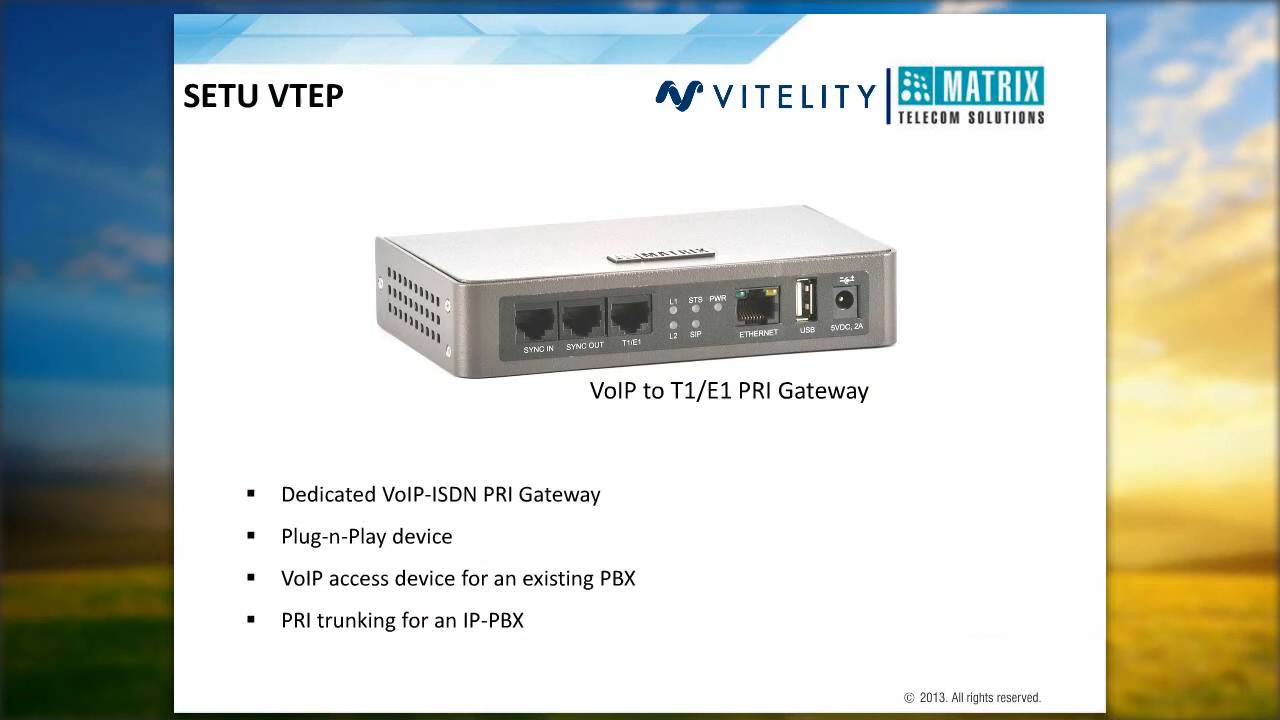 SETU VTEP
VITELITY
MATRIX
TELECOM SOLUTIONS
MATRIX
L1
STS
PWR
SYNC IN
SYNC OUT
T1/E1
L2
SIP
ETHERNET
USB
5VDC, 2A
VoIP to T1/E1 PRI Gateway
▪ Dedicated VoIP-ISDN PRI Gateway
▪ Plug-n-Play device
▪ VoIP access device for an existing PBX
▪ PRI trunking for an IP-PBX
© 2013. All rights reserved.